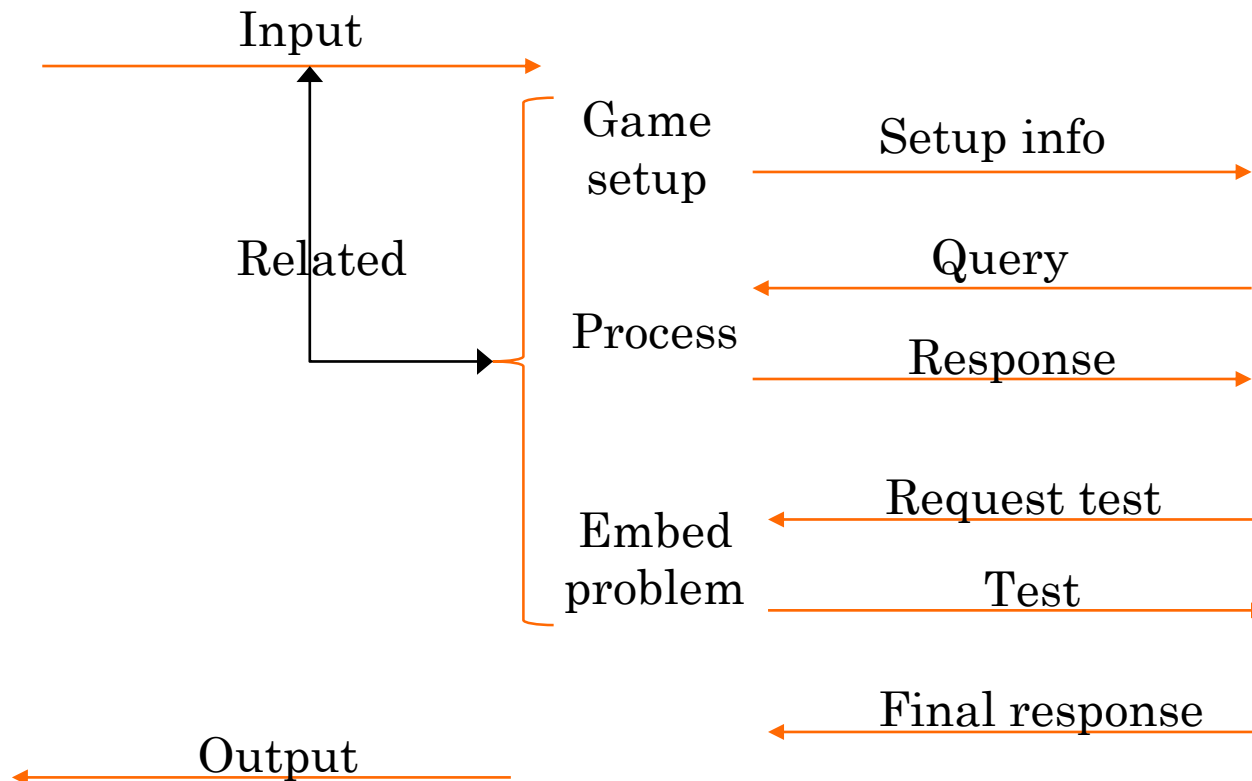 Input
Game
setup
Setup info
Related
Query
Process
Response
Request test
Embed
problem
Test
Final response
Output